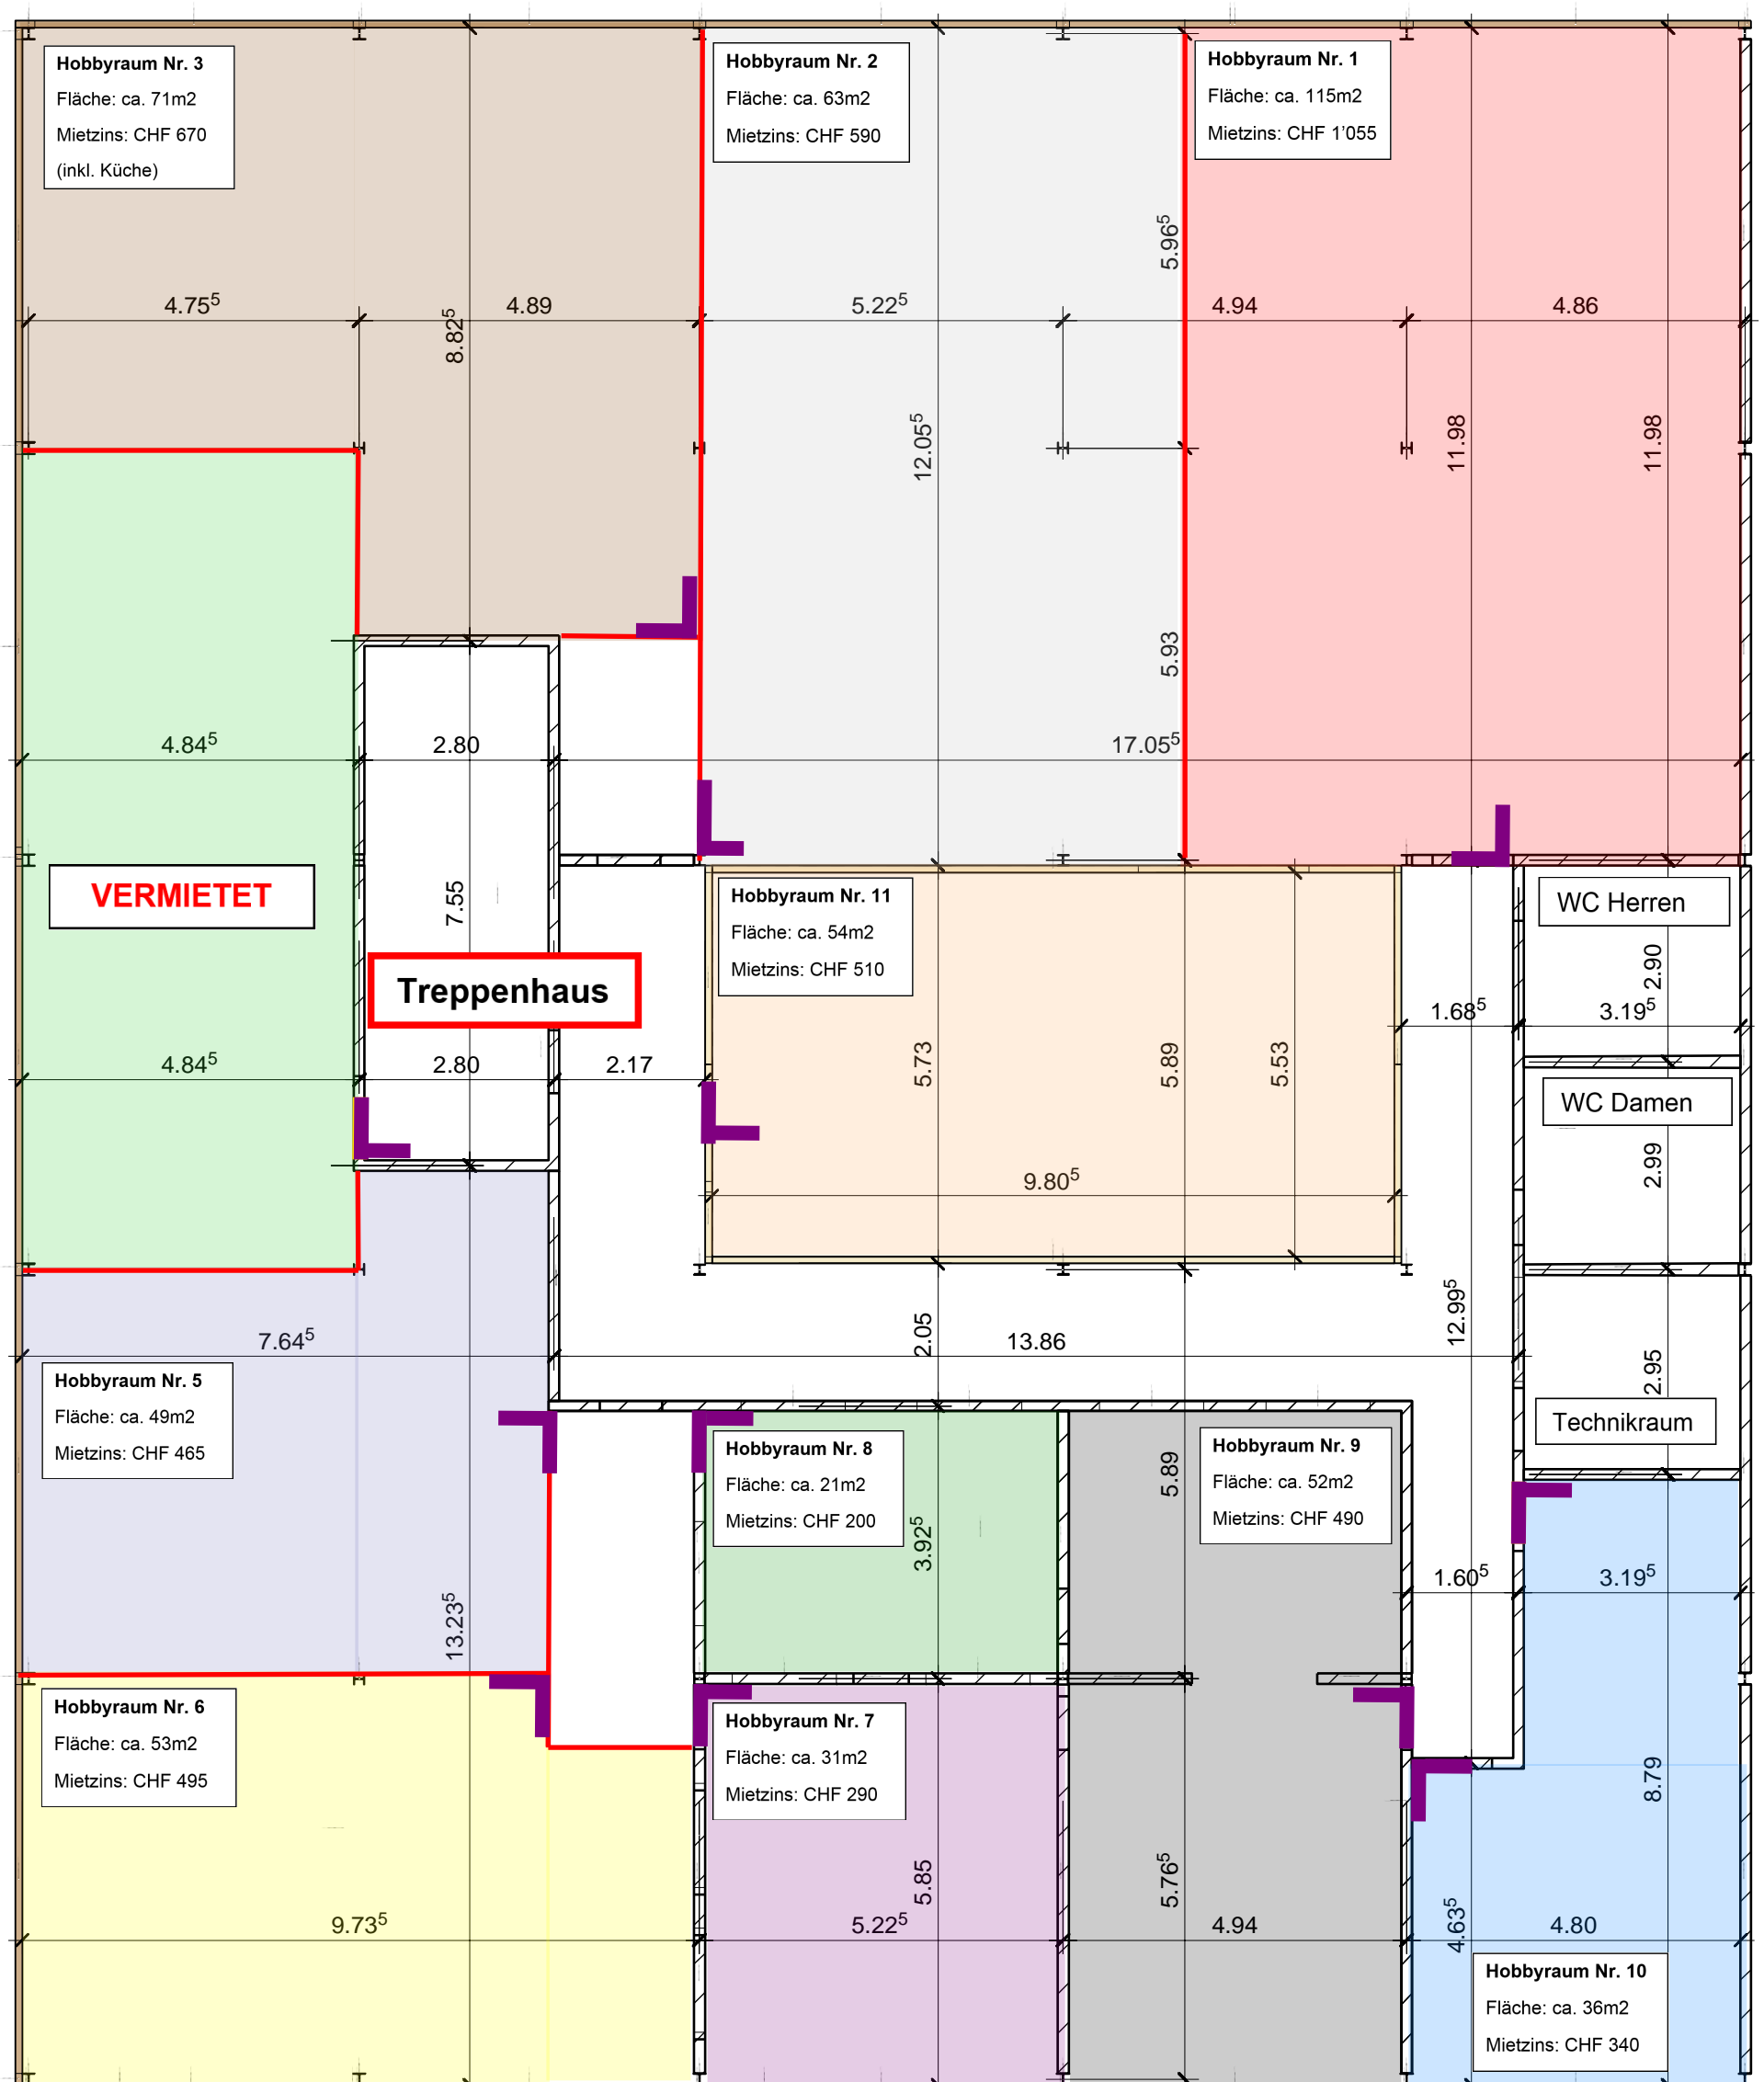 Hobbyraum Nr. 3
Fläche: ca. 71m2
Mietzins: CHF 670
(inkl. Küche)
Hobbyraum Nr. 2
Fläche: ca. 63m2
Mietzins: CHF 590
Hobbyraum Nr. 1
Fläche: ca. 115m2
Mietzins: CHF 1'055
5.96⁵
4.75⁵
4.89
5.22⁵
4.94
4.86
8.82⁵
12.05⁵
11.98
11.98
5.93
4.84⁵
2.80
17.05⁵
VERMIETET
7.55
Hobbyraum Nr. 11
Fläche: ca. 54m2
Mietzins: CHF 510
WC Herren
2.90
Treppenhaus
1.68⁵
3.19⁵
4.84⁵
2.80
2.17
5.73
5.89
5.53
WC Damen
2.99
9.80⁵
7.64⁵
2.05
13.86
12.99⁵
2.95
Hobbyraum Nr. 5
Fläche: ca. 49m2
Mietzins: CHF 465
Technikraum
Hobbyraum Nr. 8
Fläche: ca. 21m2
Mietzins: CHF 200
3.92⁵
5.89
Hobbyraum Nr. 9
Fläche: ca. 52m2
Mietzins: CHF 490
1.60⁵
3.19⁵
13.23⁵
Hobbyraum Nr. 6
Fläche: ca. 53m2
Mietzins: CHF 495
Hobbyraum Nr. 7
Fläche: ca. 31m2
Mietzins: CHF 290
8.79
5.85
5.76⁵
9.73⁵
5.22⁵
4.94
4.63⁵
4.80
Hobbyraum Nr. 10
Fläche: ca. 36m2
Mietzins: CHF 340